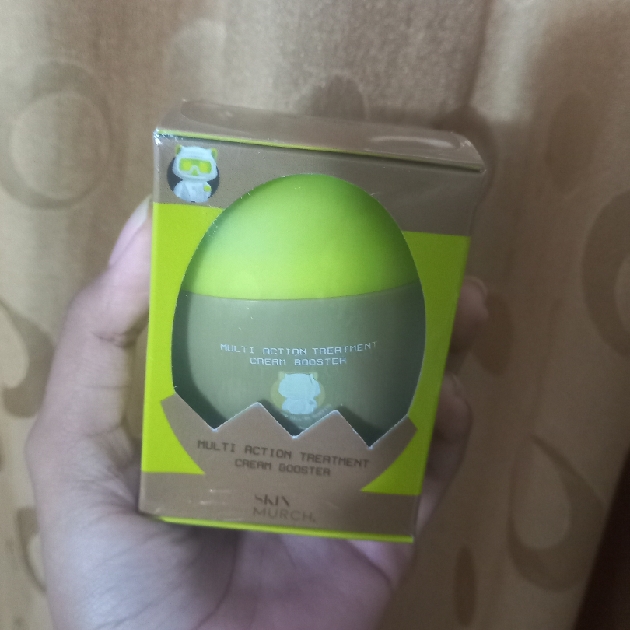 MULTI ACTION TREATMENT
CREAM BOOSTER
MULTI ACTION TREATMENT
CREAM BOOSTER
SKIN
MURCH